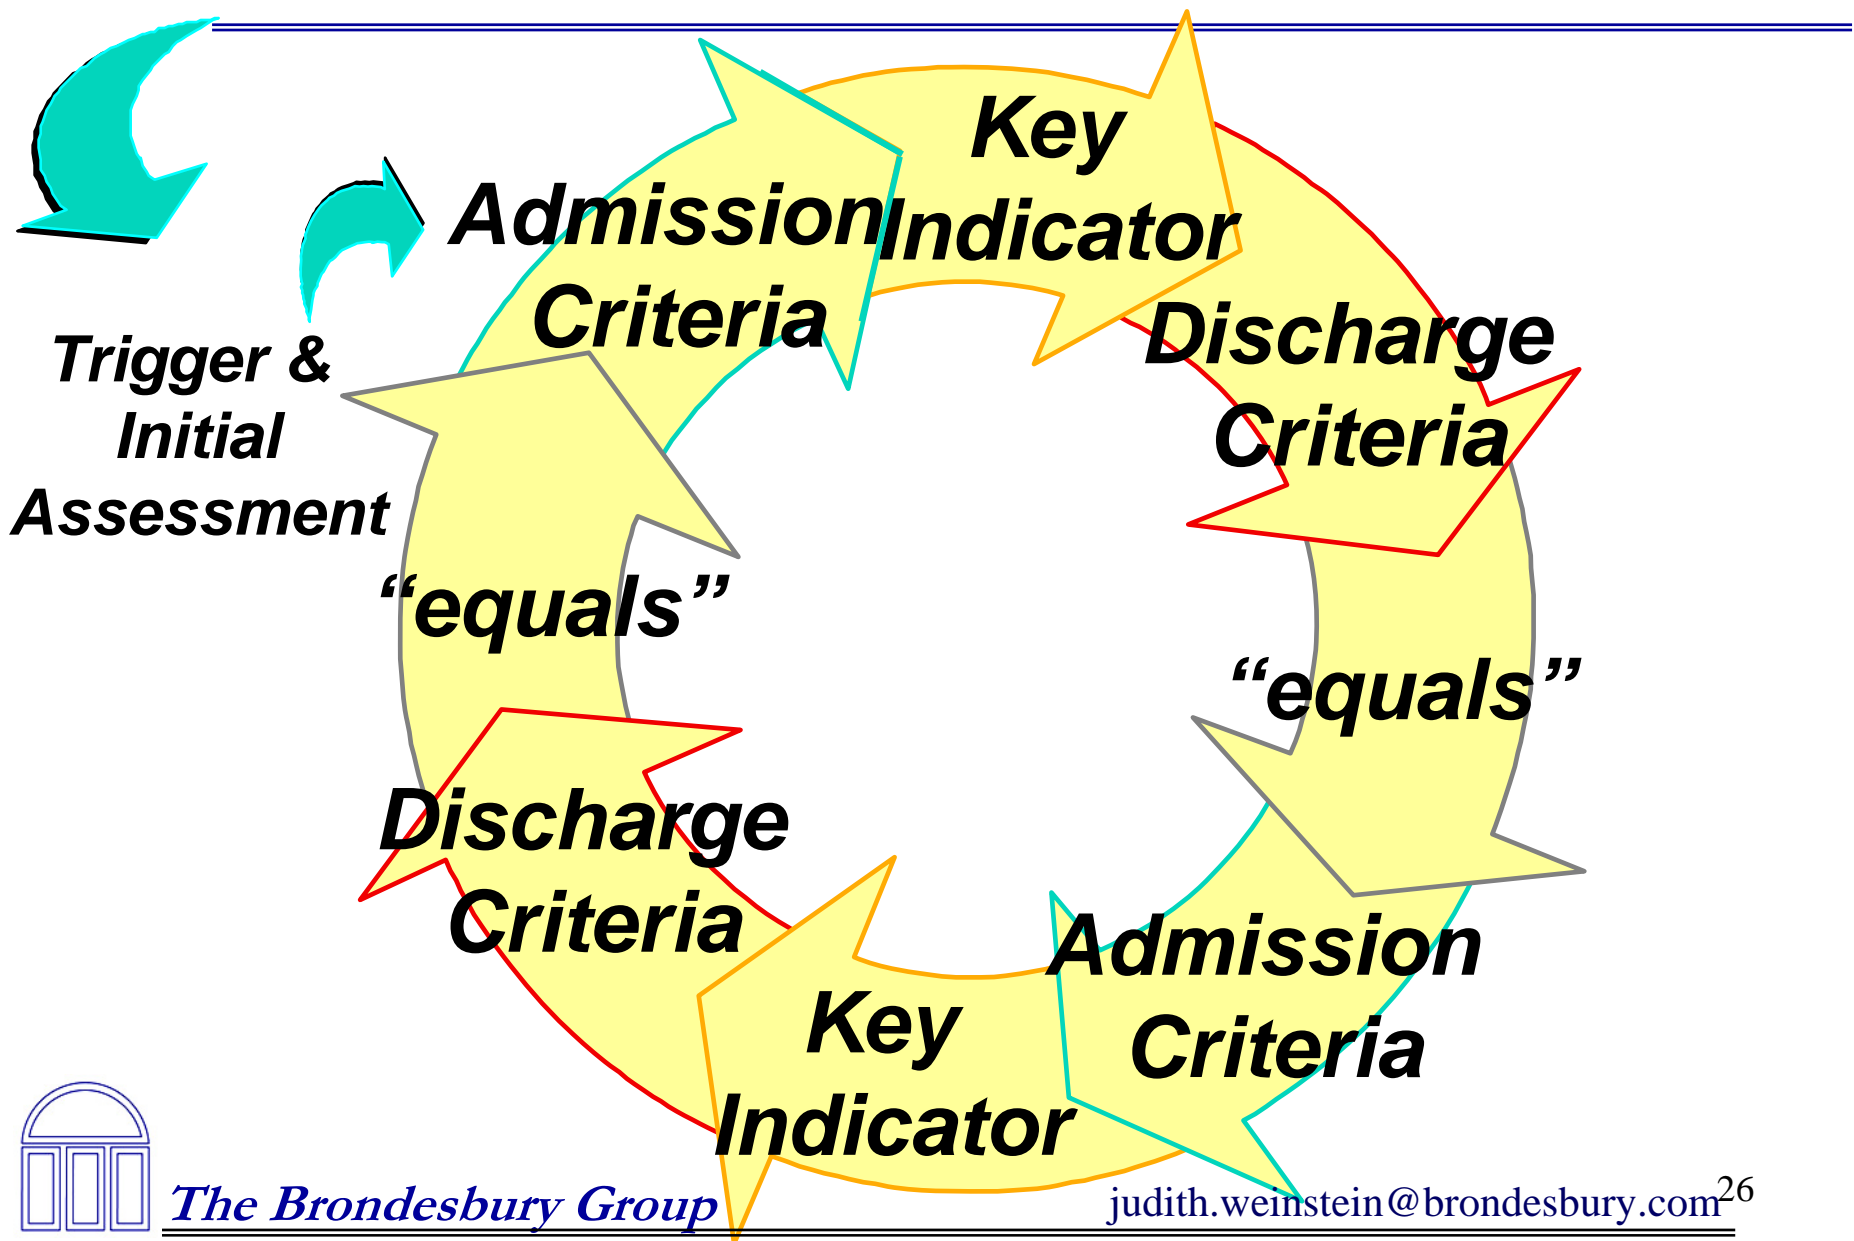 Trigger &
Initial
Assessment
Admission
Criteria
Key
Indicator
Discharge
Criteria
“equals”
Admission
Criteria
Key
Indicator
Discharge
Criteria
“equals”
The Brondesbury Group
judith.weinstein@brondesbury.com
26